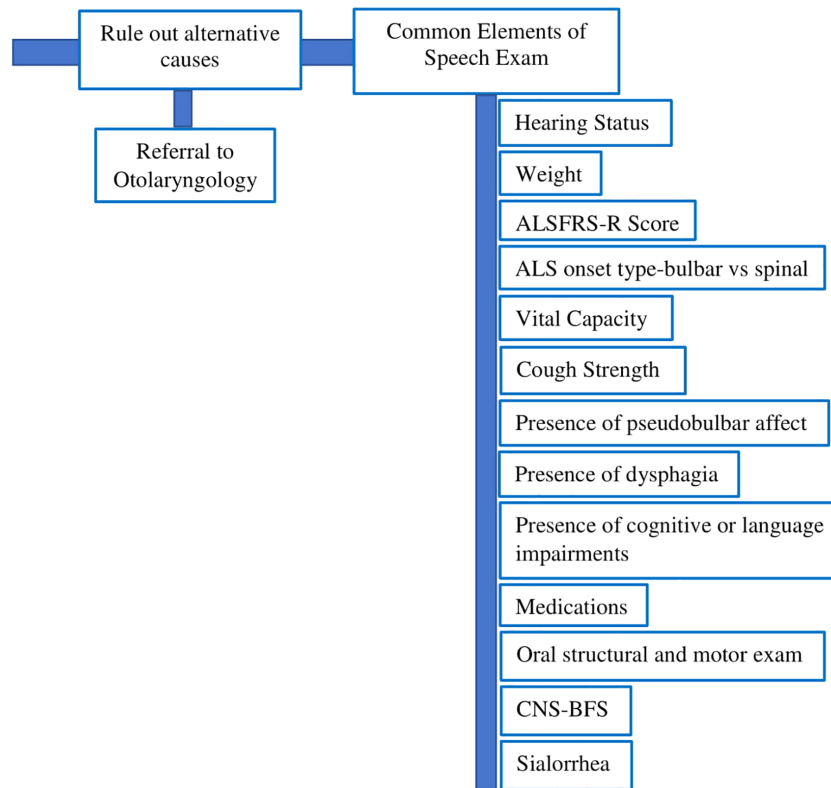 Rule out alternative
causes
Common Elements of
Speech Exam
Referral to
Otolaryngology
Hearing Status
Weight
ALSFRS-R Score
ALS onset type-bulbar vs spinal
Vital Capacity
Cough Strength
Presence of pseudobulbar affect
Presence of dysphagia
Presence of cognitive or language
impairments
Medications
Oral structural and motor exam
CNS-BFS
Sialorrhea